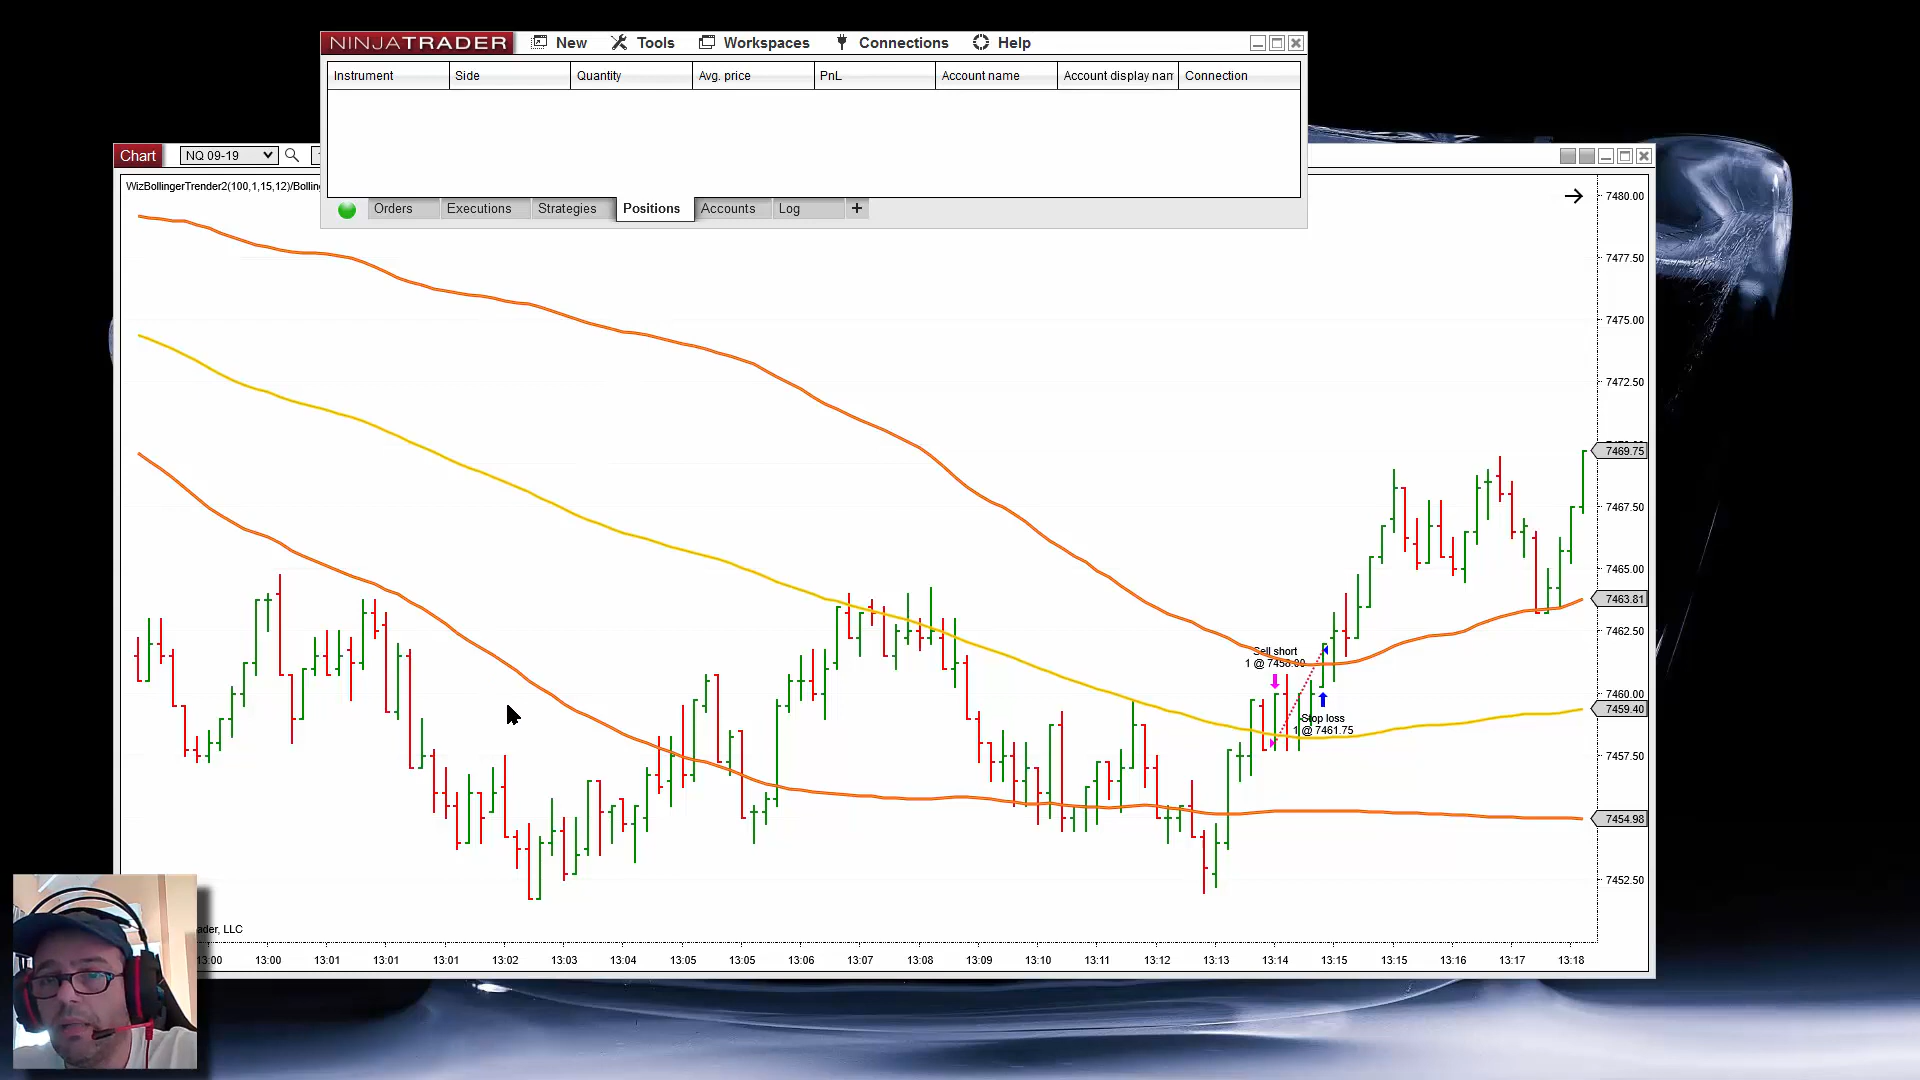 NINJATRADER New Tools Workspaces Connections Help
Instrument Side Quantity Avg. price PnL Account name Account display nam Connection
Orders Executions Strategies Positions Accounts Log +
Chart NQ 09-19
WizBollingerTrender2(100,1,15,12)/Bolling
7480.00
7477.50
7475.00
7472.50
7469.75
7467.50
7465.00
7463.81
7462.50
Sell short
1 @ 7458.00
7460.00
7459.40
Stop loss
1 @ 7461.75
7457.50
7454.98
7452.50
ader, LLC
13:00 13:00 13:01 13:01 13:01 13:02 13:03 13:04 13:05 13:05 13:06 13:07 13:08 13:09 13:10 13:11 13:12 13:13 13:14 13:15 13:15 13:16 13:17 13:18